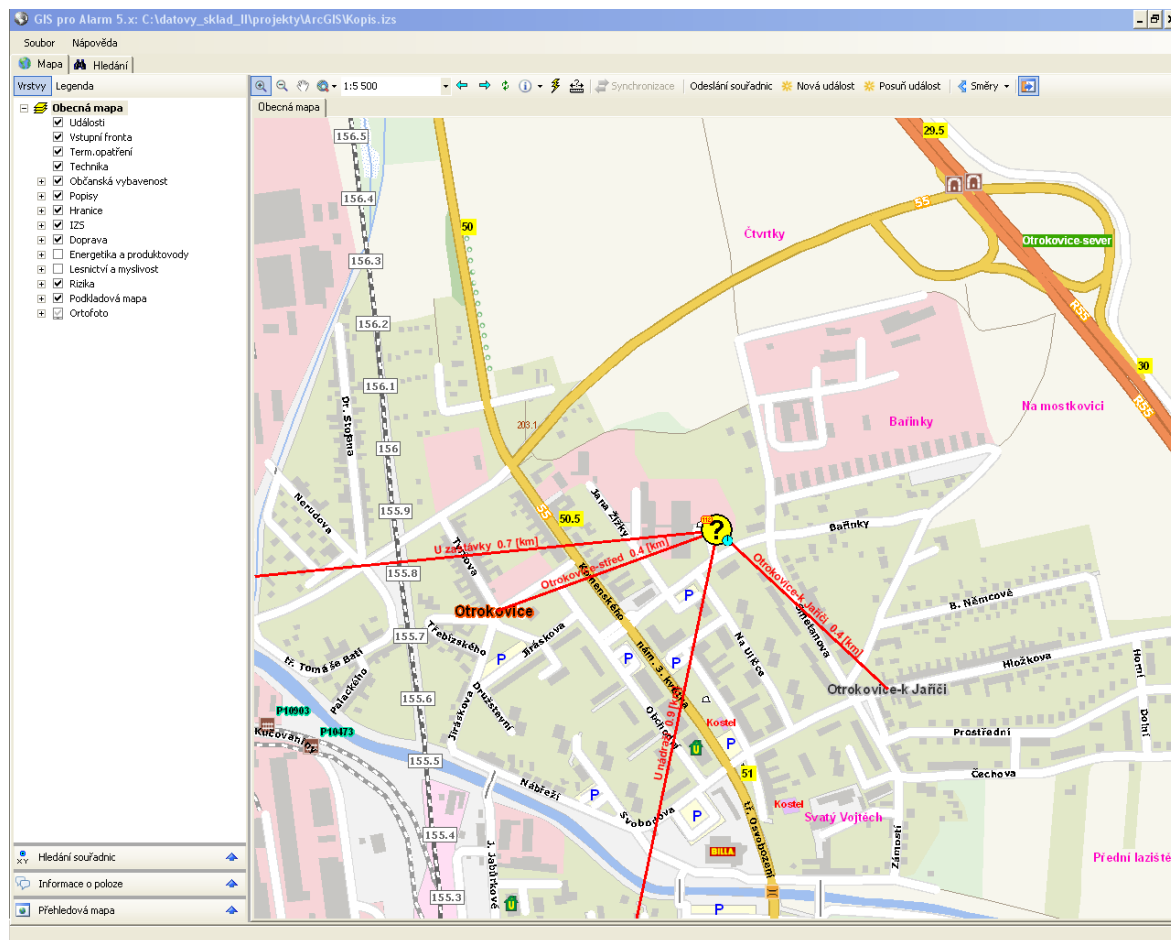 GIS pro Alarm 5.x: C:\datovy_sklad_II\projekty\ArcGIS\Kopis.izs
Soubor Nápověda
Mapa Hledání
Vrstvy Legenda
1:5 500 Synchronizace Odeslání souřadnic Nová událost Posuň událost Směry
Obecná mapa
Obecná mapa
Události
Vstupní fronta
Term.opatření
Technika
Občanská vybavenost
Popisy
Hranice
IZS
Doprava
Energetika a produktovody
Lesnictví a myslivost
Rizika
Podkladová mapa
Ortofoto
Hledání souřadnic
Informace o poloze
Přehledová mapa
29.5
156.5
156.4
55
50
Čtvrtky
Otrokovice-sever
156.3
R55
156.2
30
156.1
Dr. Stojana
R55
Na mostkovici
Bařinky
203.1
156
Nerudova
Jana Žižky
155.9
55
50.5
?
Bařinky
Tyršova
U zastávky 0.7 [km]
Otrokovice-střed 0.4 [km]
Otrokovice-k Jaříči 0.4 [km]
155.8
Komenského
P
B. Němcové
Otrokovice
Smetanova
155.7
Třebízského
Jiráskova
Na Uličce
P
P
P
Hložkova
Horní
tř. Tomáše Bati
Palackého
nám. 3. května
Otrokovice-k Jaříči
155.6
Družstevní
Jiráskova
Obchodní
U nádraží 0.9 [km]
Dolní
P10903
P10473
Kostel
Prostřední
Kučovaniny
P
U
155.5
51
Čechova
Nábřeží
P
Svobodova
P
tř. Osvobození
Kostel
Svatý Vojtěch
155.4
Zámostí
BILLA
Přední laziště
J. Jabůrkové
155.3
U
P